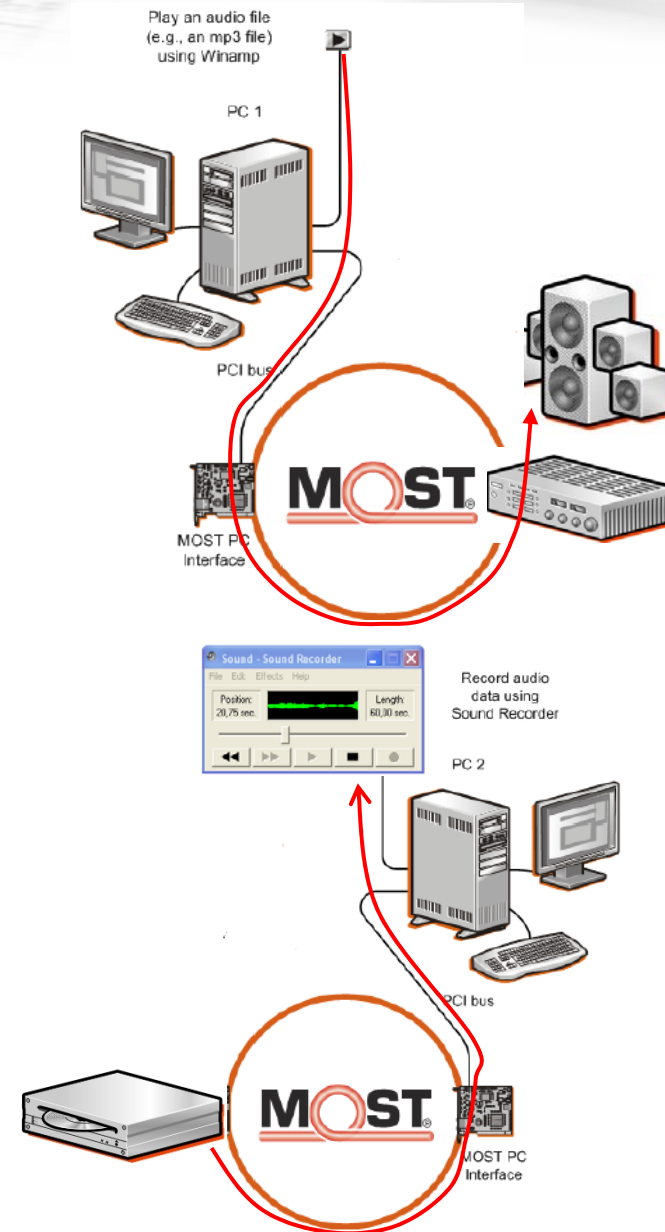 Play an audio file
(e.g., an mp3 file)
using Winamp
PC 1
PCI bus
MOST®
MOST PC
Interface
Sound - Sound Recorder
File Edit Effects Help
Position:
20,75 sec.
Length:
60,00 sec.
Record audio
data using
Sound Recorder
PC 2
PCI bus
MOST®
MOST PC
Interface